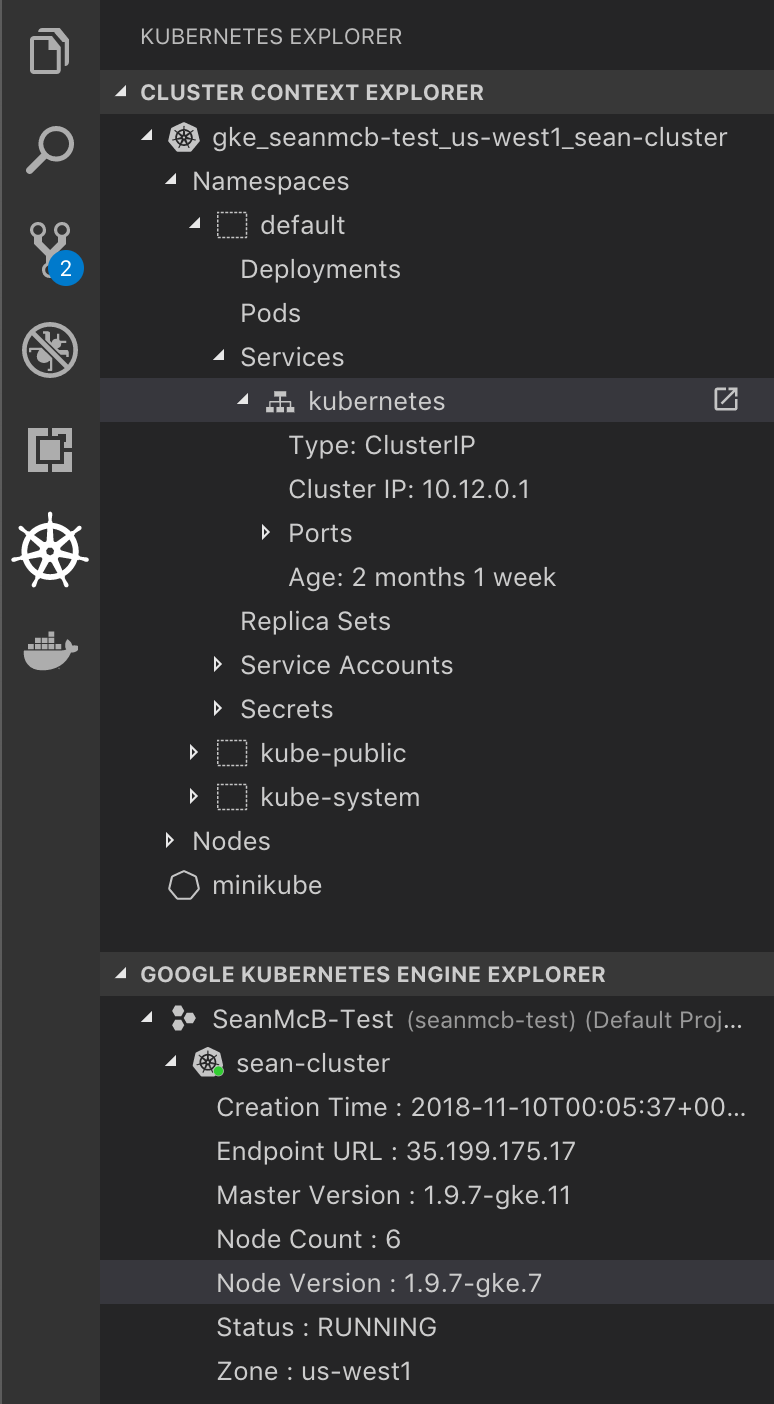 KUBERNETES EXPLORER
CLUSTER CONTEXT EXPLORER
gke_seanmcb-test_us-west1_sean-cluster
Namespaces
default
Deployments
Pods
Services
kubernetes
Type: ClusterIP
Cluster IP: 10.12.0.1
Ports
Age: 2 months 1 week
Replica Sets
Service Accounts
Secrets
kube-public
kube-system
Nodes
minikube
GOOGLE KUBERNETES ENGINE EXPLORER
SeanMcB-Test (seanmcb-test) (Default Proj...
sean-cluster
Creation Time : 2018-11-10T00:05:37+00...
Endpoint URL : 35.199.175.17
Master Version : 1.9.7-gke.11
Node Count : 6
Node Version : 1.9.7-gke.7
Status : RUNNING
Zone : us-west1
2